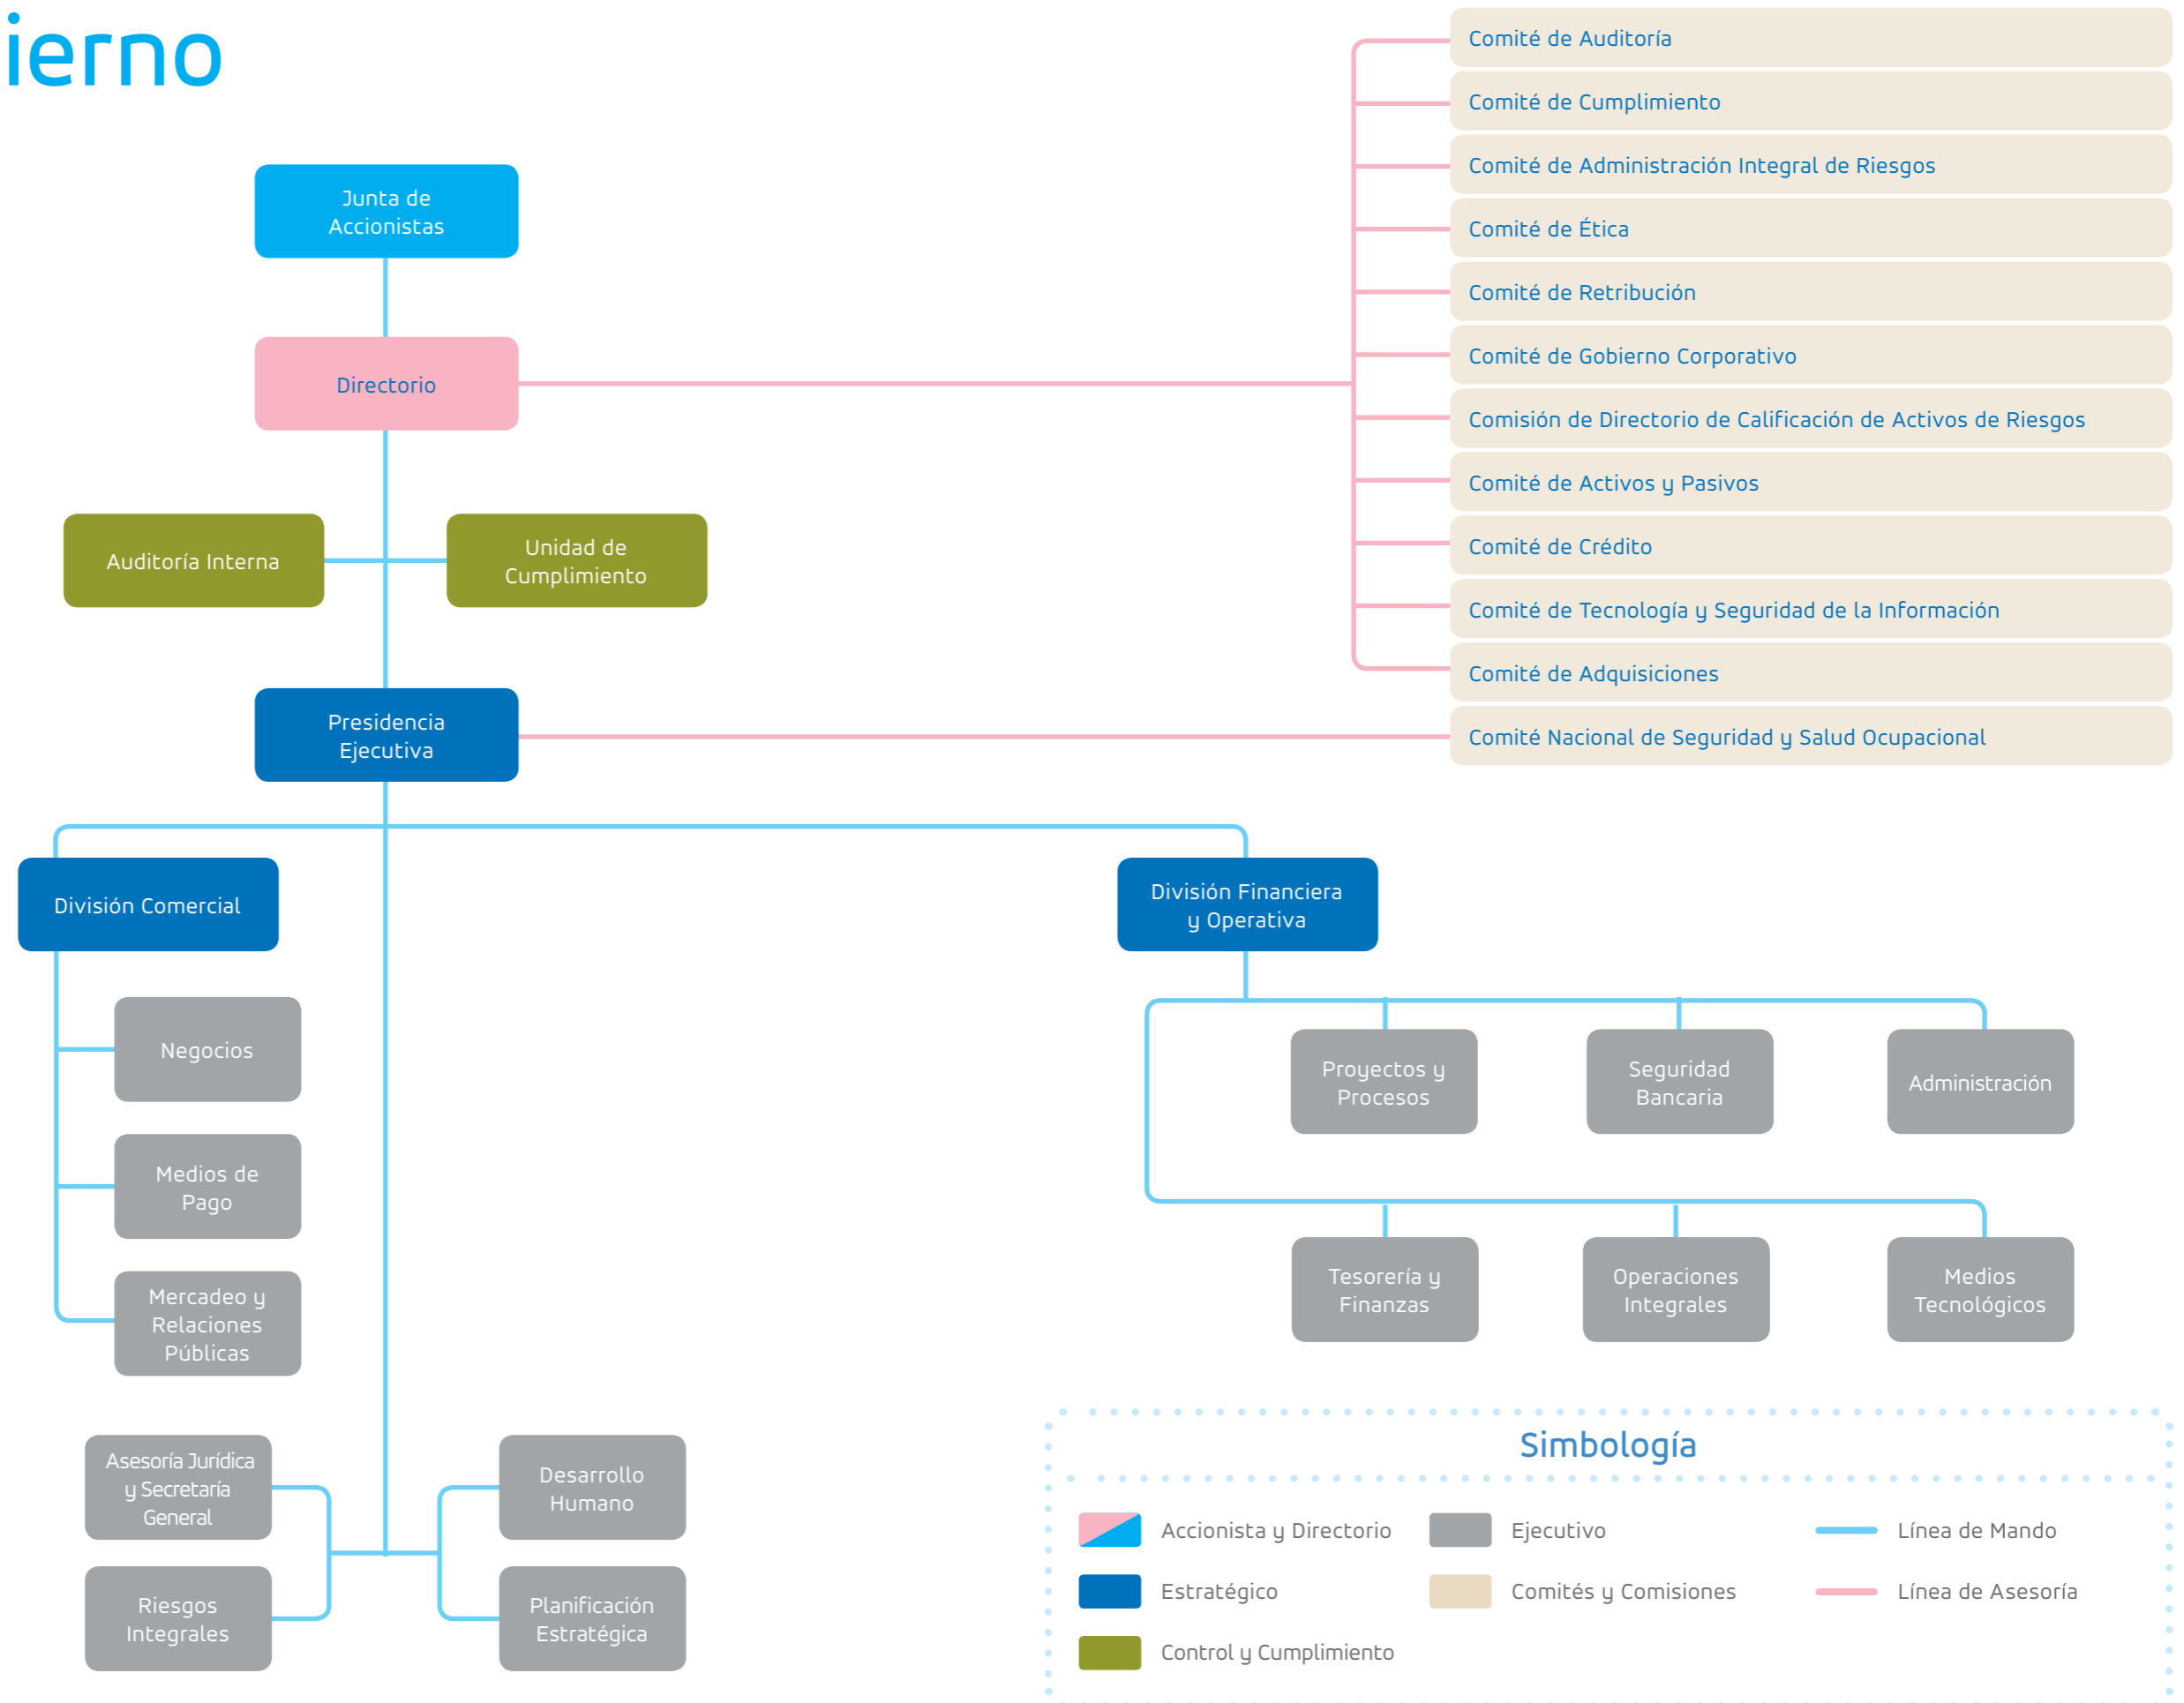 ierno
Junta de
Accionistas
Directorio
Auditoría Interna
Unidad de
Cumplimiento
Presidencia
Ejecutiva
Comité de Auditoría
Comité de Cumplimiento
Comité de Administración Integral de Riesgos
Comité de Ética
Comité de Retribución
Comité de Gobierno Corporativo
Comisión de Directorio de Calificación de Activos de Riesgos
Comité de Activos y Pasivos
Comité de Crédito
Comité de Tecnología y Seguridad de la Información
Comité de Adquisiciones
Comité Nacional de Seguridad y Salud Ocupacional
División Comercial
Negocios
Medios de
Pago
Mercadeo y
Relaciones
Públicas
División Financiera
y Operativa
Proyectos y
Procesos
Seguridad
Bancaria
Administración
Tesorería y
Finanzas
Operaciones
Integrales
Medios
Tecnológicos
Asesoría Jurídica
y Secretaría
General
Riesgos
Integrales
Desarrollo
Humano
Planificación
Estratégica
Simbología
Accionista y Directorio
Estratégico
Control y Cumplimiento
Ejecutivo
Comités y Comisiones
Línea de Mando
Línea de Asesoría